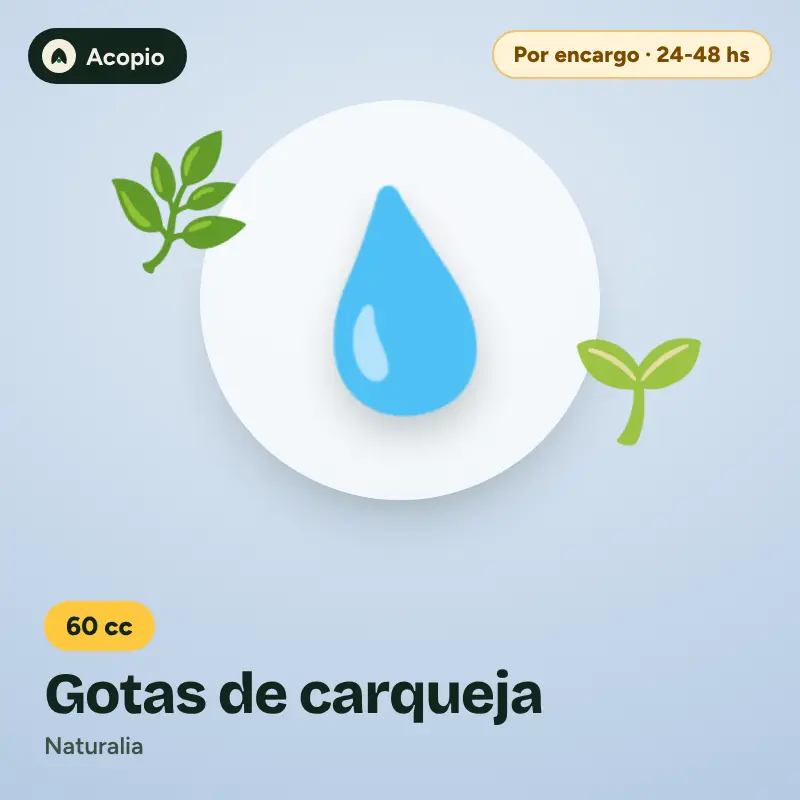 Acopio
Por encargo · 24-48 hs
60 cc
Gotas de carqueja
Naturalia